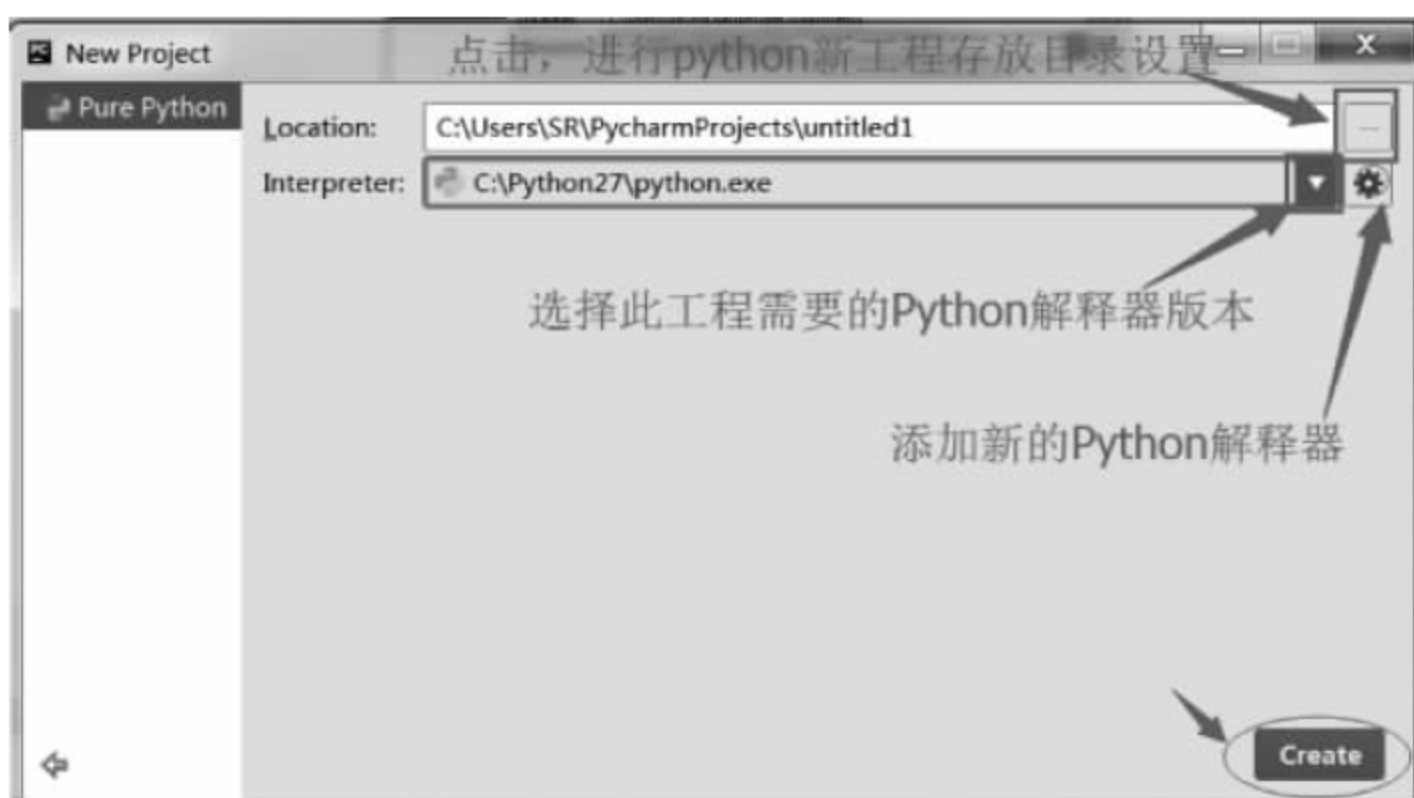 New Project
点击，进行python新工程存放目录设置
Pure Python
Location:
C:\Users\SR\PycharmProjects\untitled1
...
Interpreter:
C:\Python27\python.exe
选择此工程需要的Python解释器版本
添加新的Python解释器
Create